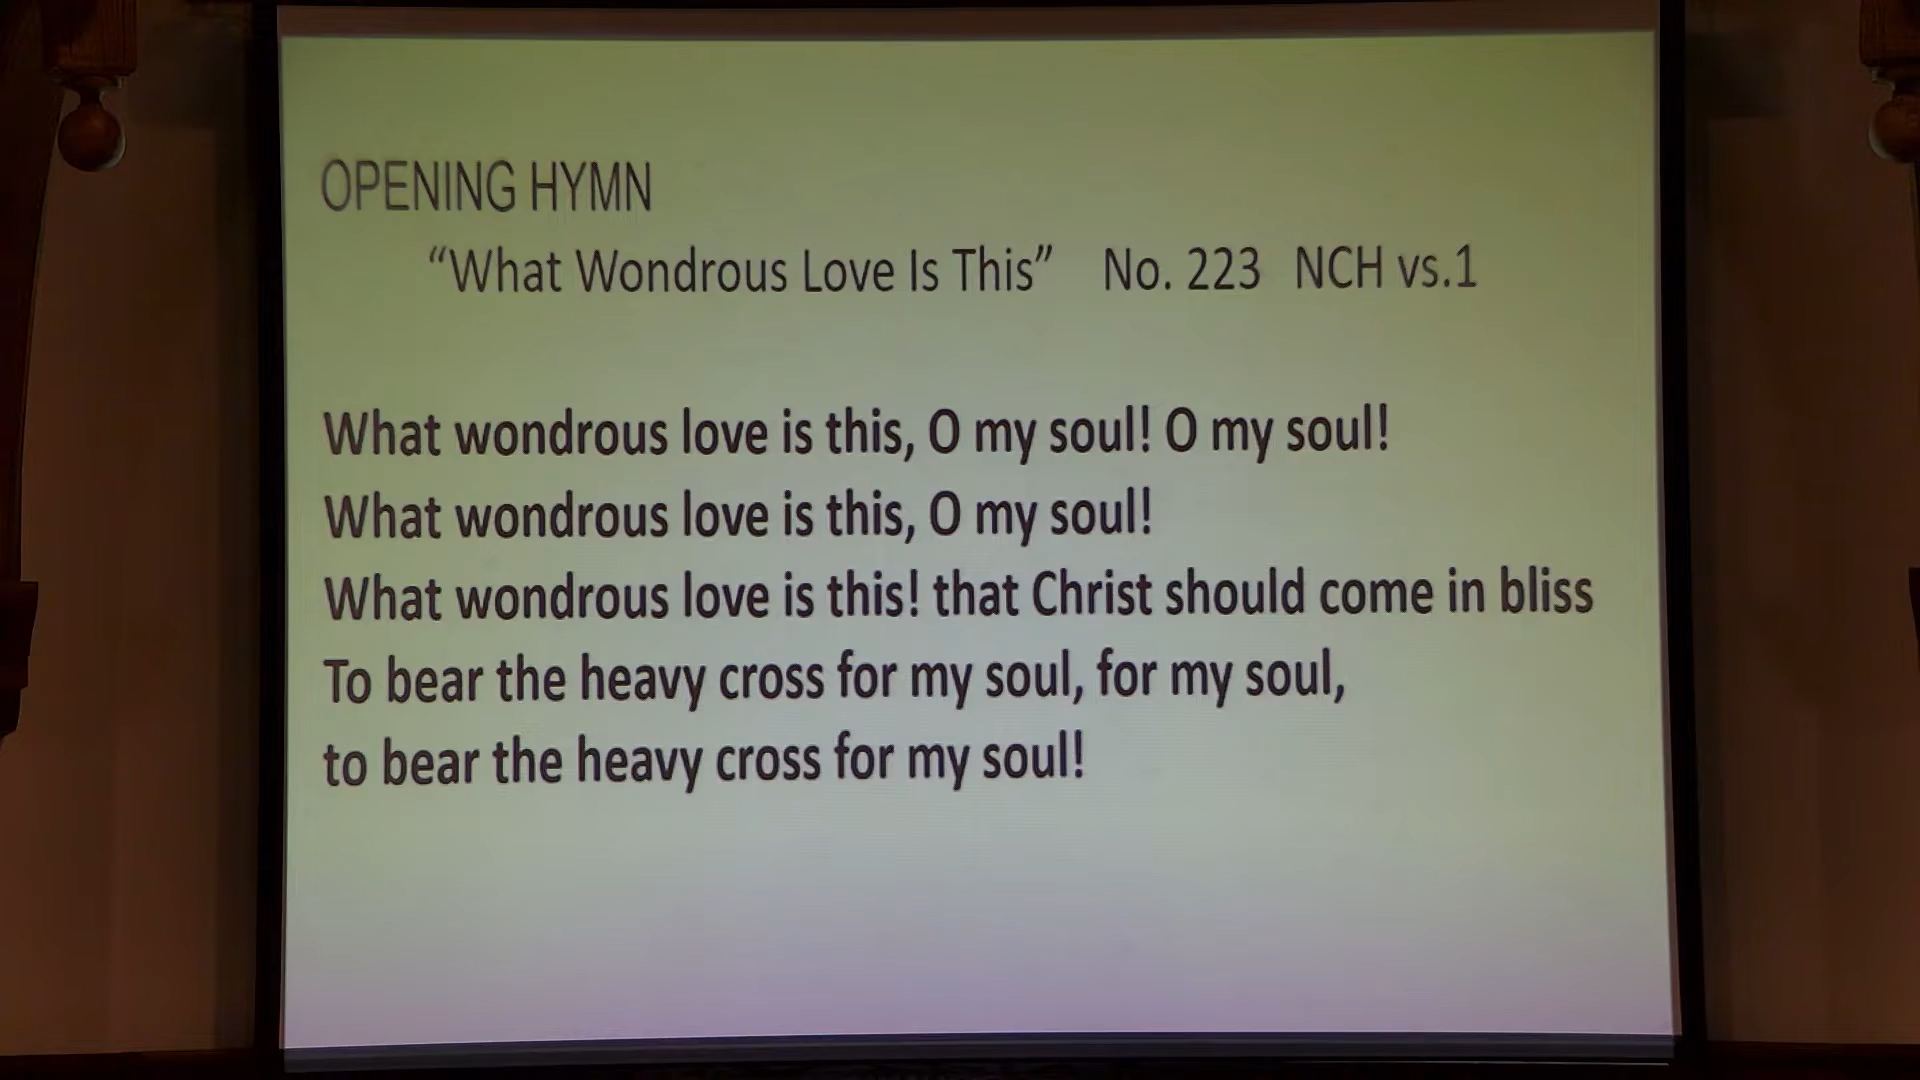 OPENING HYMN
“What Wondrous Love Is This” No. 223 NCH vs.1
What wondrous love is this, O my soul! O my soul!
What wondrous love is this, O my soul!
What wondrous love is this! that Christ should come in bliss
To bear the heavy cross for my soul, for my soul,
to bear the heavy cross for my soul!